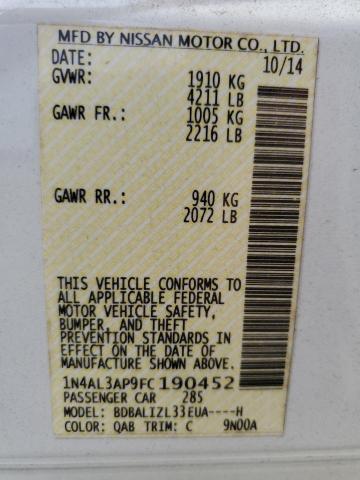 MFD BY NISSAN MOTOR CO., LTD.
DATE: 10/14
GVWR: 1910 KG
4211 LB
GAWR FR.: 1005 KG
2216 LB
GAWR RR.: 940 KG
2072 LB
THIS VEHICLE CONFORMS TO
ALL APPLICABLE FEDERAL
MOTOR VEHICLE SAFETY,
BUMPER, AND THEFT
PREVENTION STANDARDS IN
EFFECT ON THE DATE OF
MANUFACTURE SHOWN ABOVE.
1N4AL3AP9FC190452
PASSENGER CAR 285
MODEL: BDBALIZL33EUA----H
COLOR: QAB TRIM: C 9N00A